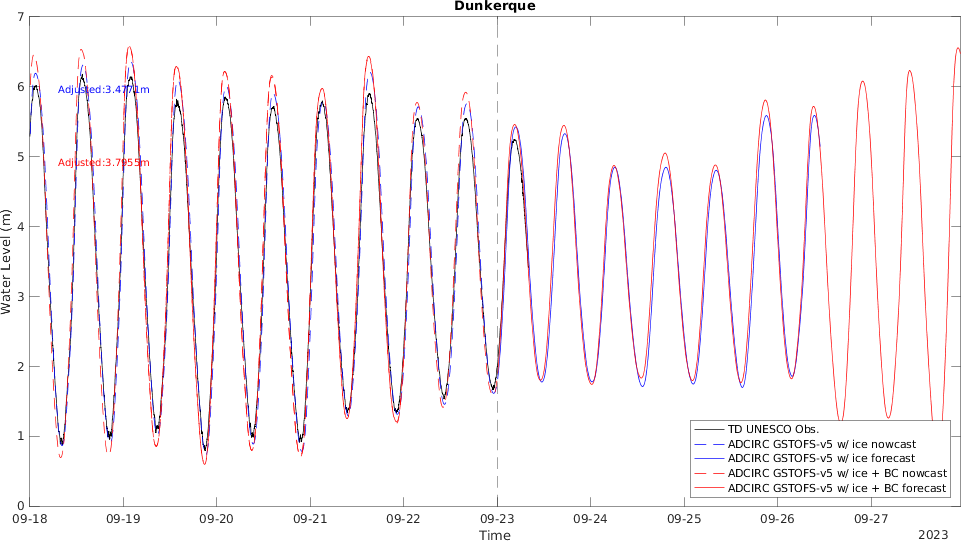 Dunkerque
7
6
5
4
3
2
1
0
Water Level (m)
Adjusted:3.4771m
Adjusted:3.7955m
TD UNESCO Obs.
ADCIRC GSTOFS-v5 w/ ice nowcast
ADCIRC GSTOFS-v5 w/ ice forecast
ADCIRC GSTOFS-v5 w/ ice + BC nowcast
ADCIRC GSTOFS-v5 w/ ice + BC forecast
09-18 09-19 09-20 09-21 09-22 09-23 09-24 09-25 09-26 09-27
Time
2023